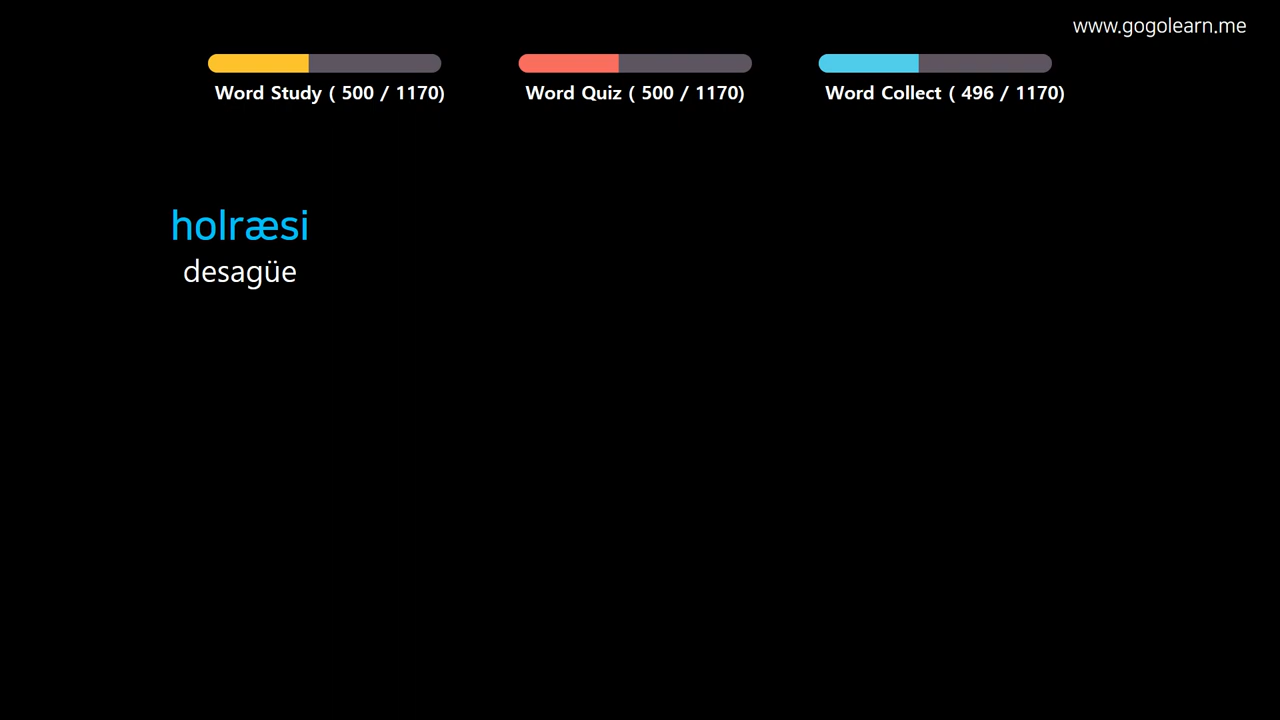 www.gogolearn.me
Word Study ( 500 / 1170)
Word Quiz ( 500 / 1170)
Word Collect ( 496 / 1170)
holræsi
desagüe